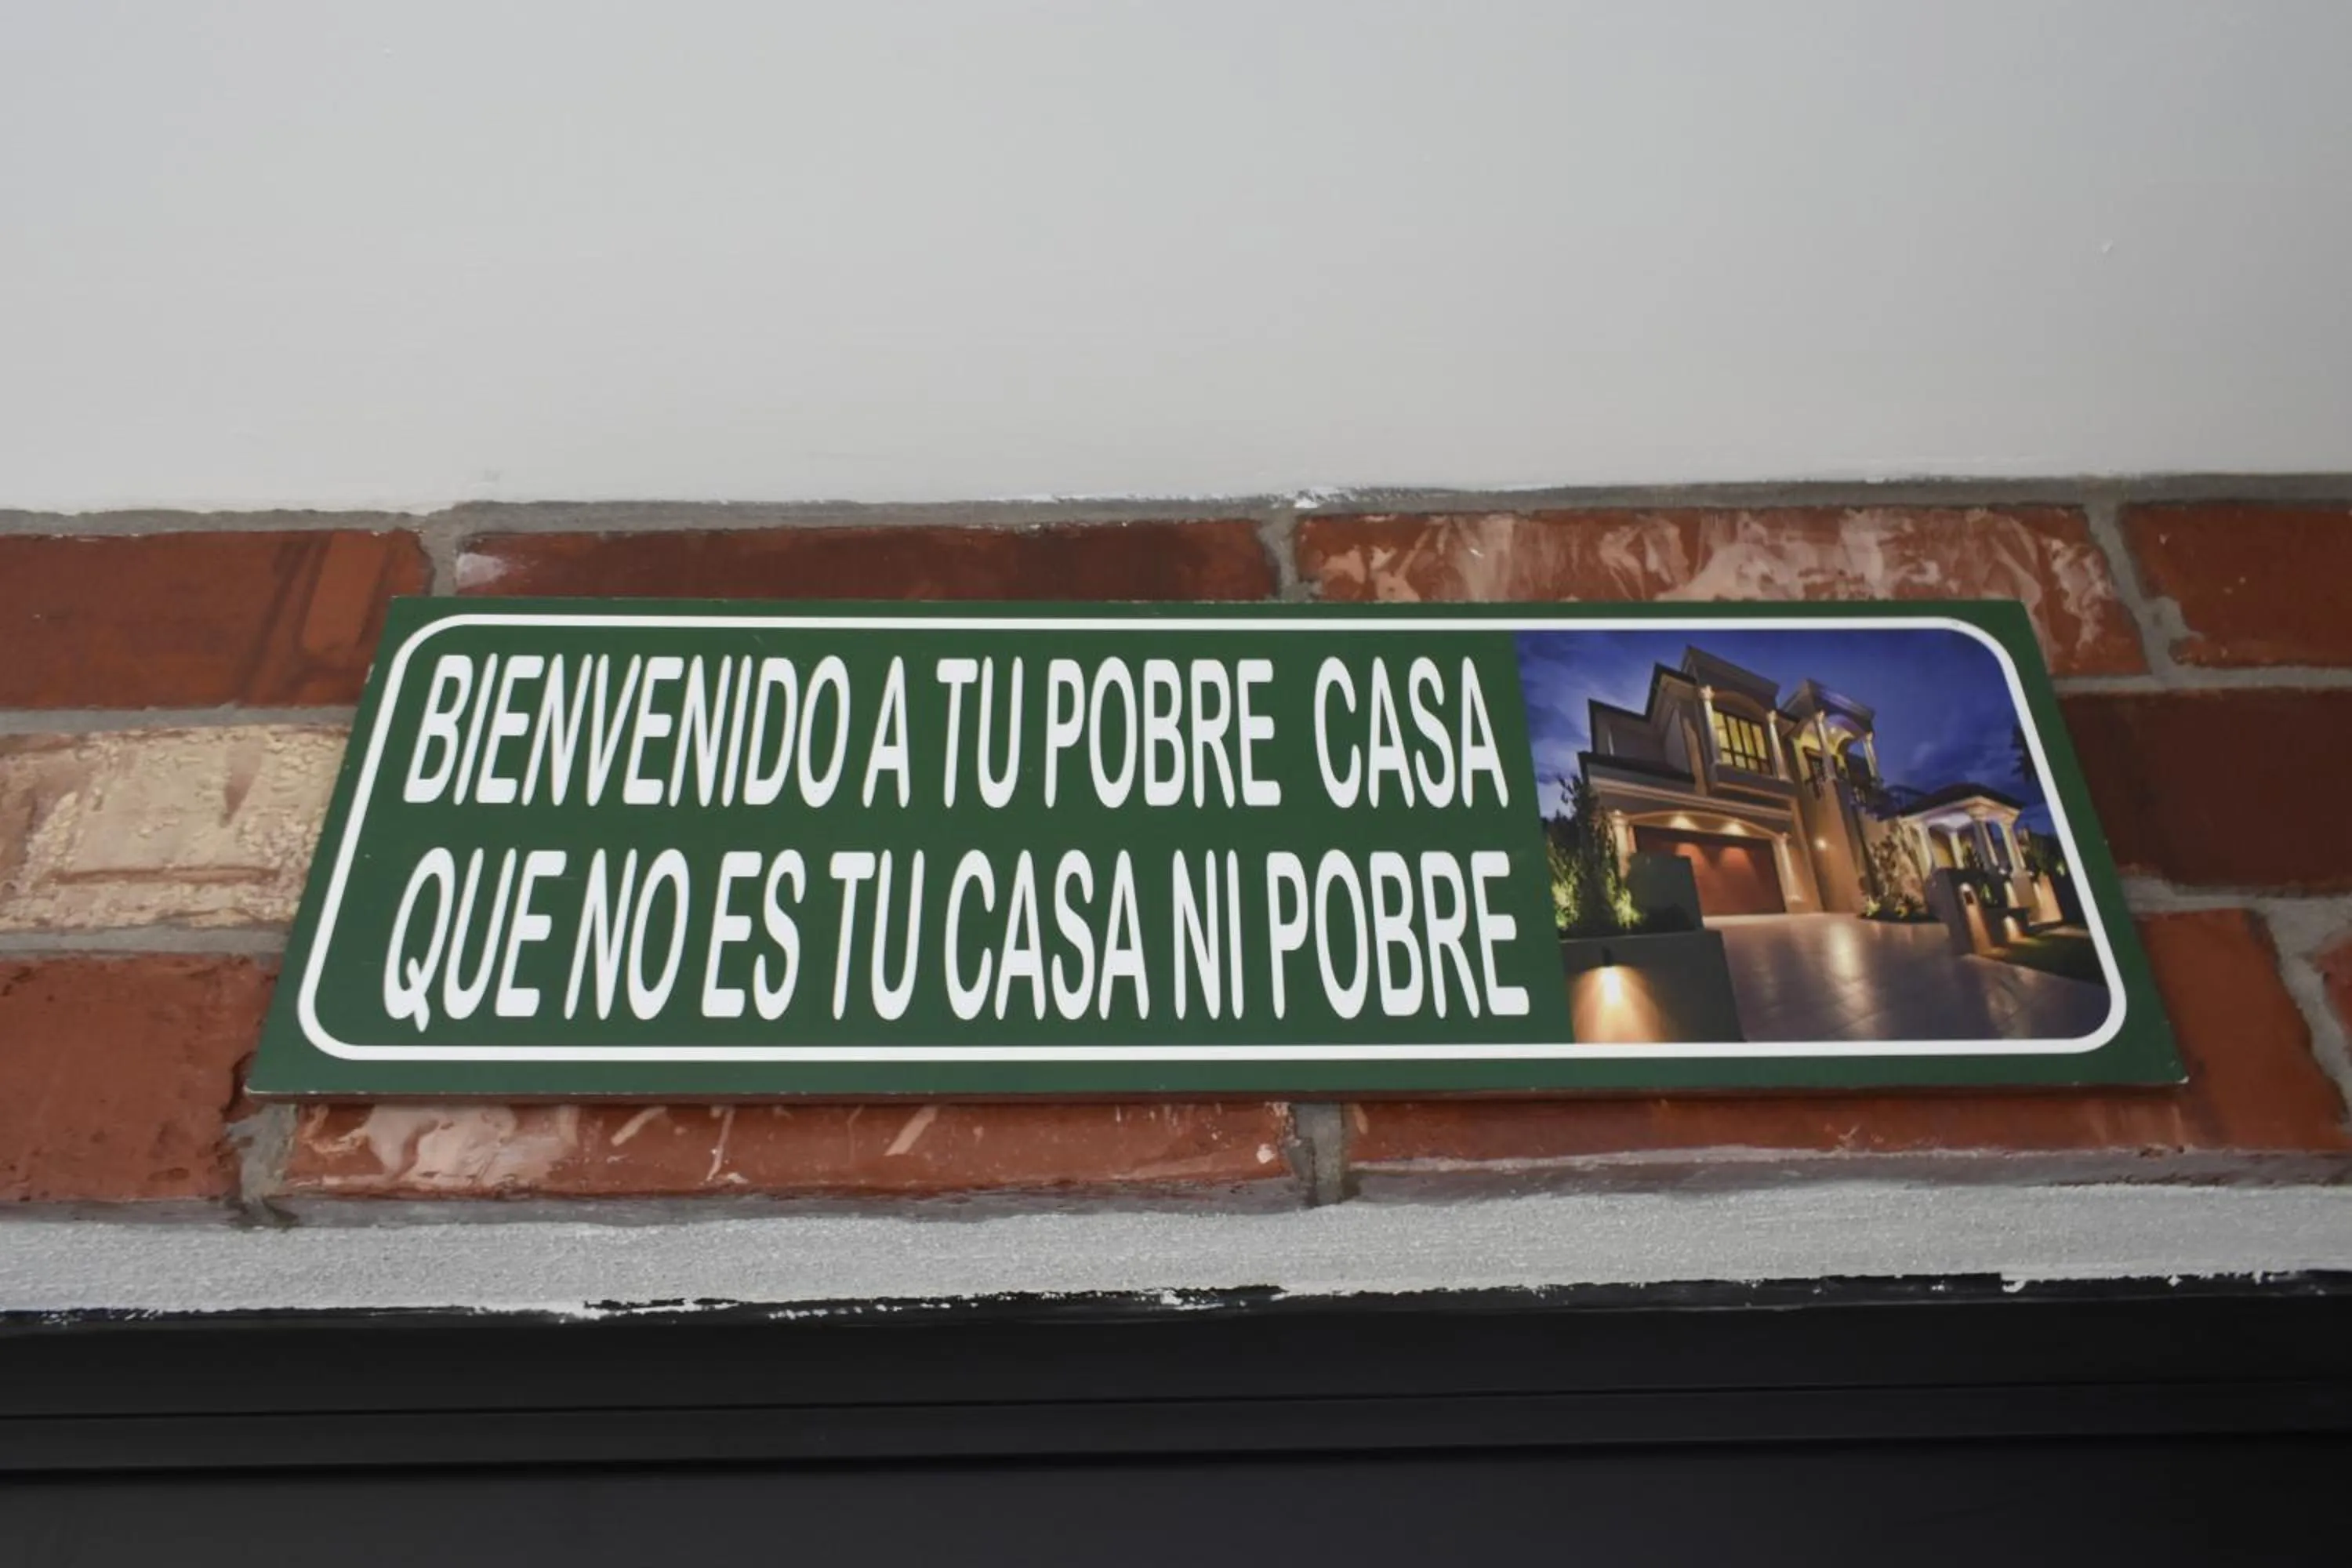 BIENVENIDO A TU POBRE CASA
QUE NO ES TU CASA NI POBRE